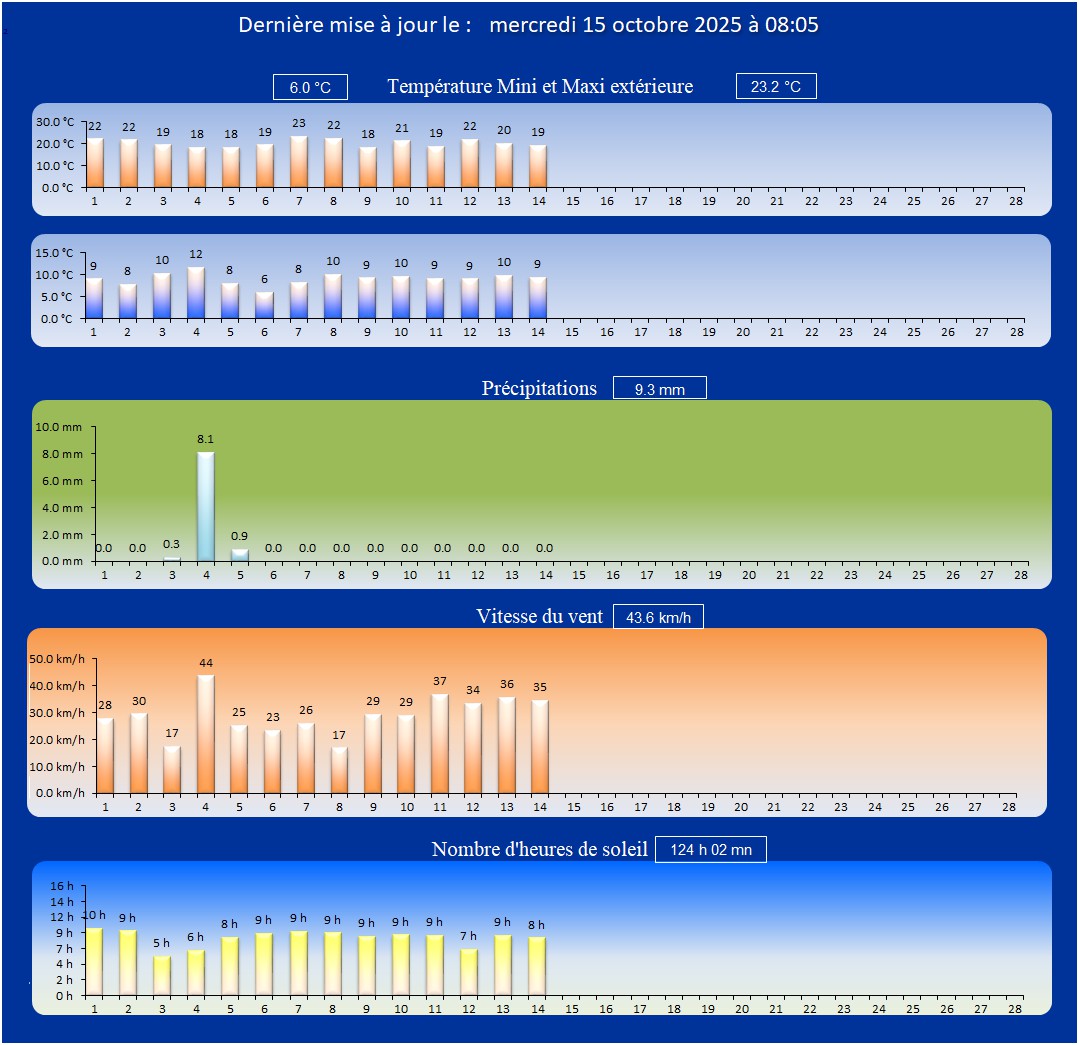 Dernière mise à jour le : mercredi 15 octobre 2025 à 08:05
6.0 °C Température Mini et Maxi extérieure 23.2 °C
30.0 °C
20.0 °C
10.0 °C
0.0 °C
22 22 19 18 18 19 23 22 18 21 19 22 20 19
1 2 3 4 5 6 7 8 9 10 11 12 13 14 15 16 17 18 19 20 21 22 23 24 25 26 27 28
15.0 °C
10.0 °C
5.0 °C
0.0 °C
9 8 10 12 8 6 8 10 9 10 9 9 10 9
1 2 3 4 5 6 7 8 9 10 11 12 13 14 15 16 17 18 19 20 21 22 23 24 25 26 27 28
Précipitations 9.3 mm
10.0 mm
8.0 mm
6.0 mm
4.0 mm
2.0 mm
0.0 mm
0.0 0.0 0.3 8.1 0.9 0.0 0.0 0.0 0.0 0.0 0.0 0.0 0.0 0.0
1 2 3 4 5 6 7 8 9 10 11 12 13 14 15 16 17 18 19 20 21 22 23 24 25 26 27 28
Vitesse du vent 43.6 km/h
50.0 km/h
40.0 km/h
30.0 km/h
20.0 km/h
10.0 km/h
0.0 km/h
28 30 17 44 25 23 26 17 29 29 37 34 36 35
1 2 3 4 5 6 7 8 9 10 11 12 13 14 15 16 17 18 19 20 21 22 23 24 25 26 27 28
Nombre d'heures de soleil 124 h 02 mn
16 h
14 h
12 h
9 h
7 h
4 h
2 h
0 h
10 h 9 h 5 h 6 h 8 h 9 h 9 h 9 h 9 h 9 h 9 h 7 h 9 h 8 h
1 2 3 4 5 6 7 8 9 10 11 12 13 14 15 16 17 18 19 20 21 22 23 24 25 26 27 28